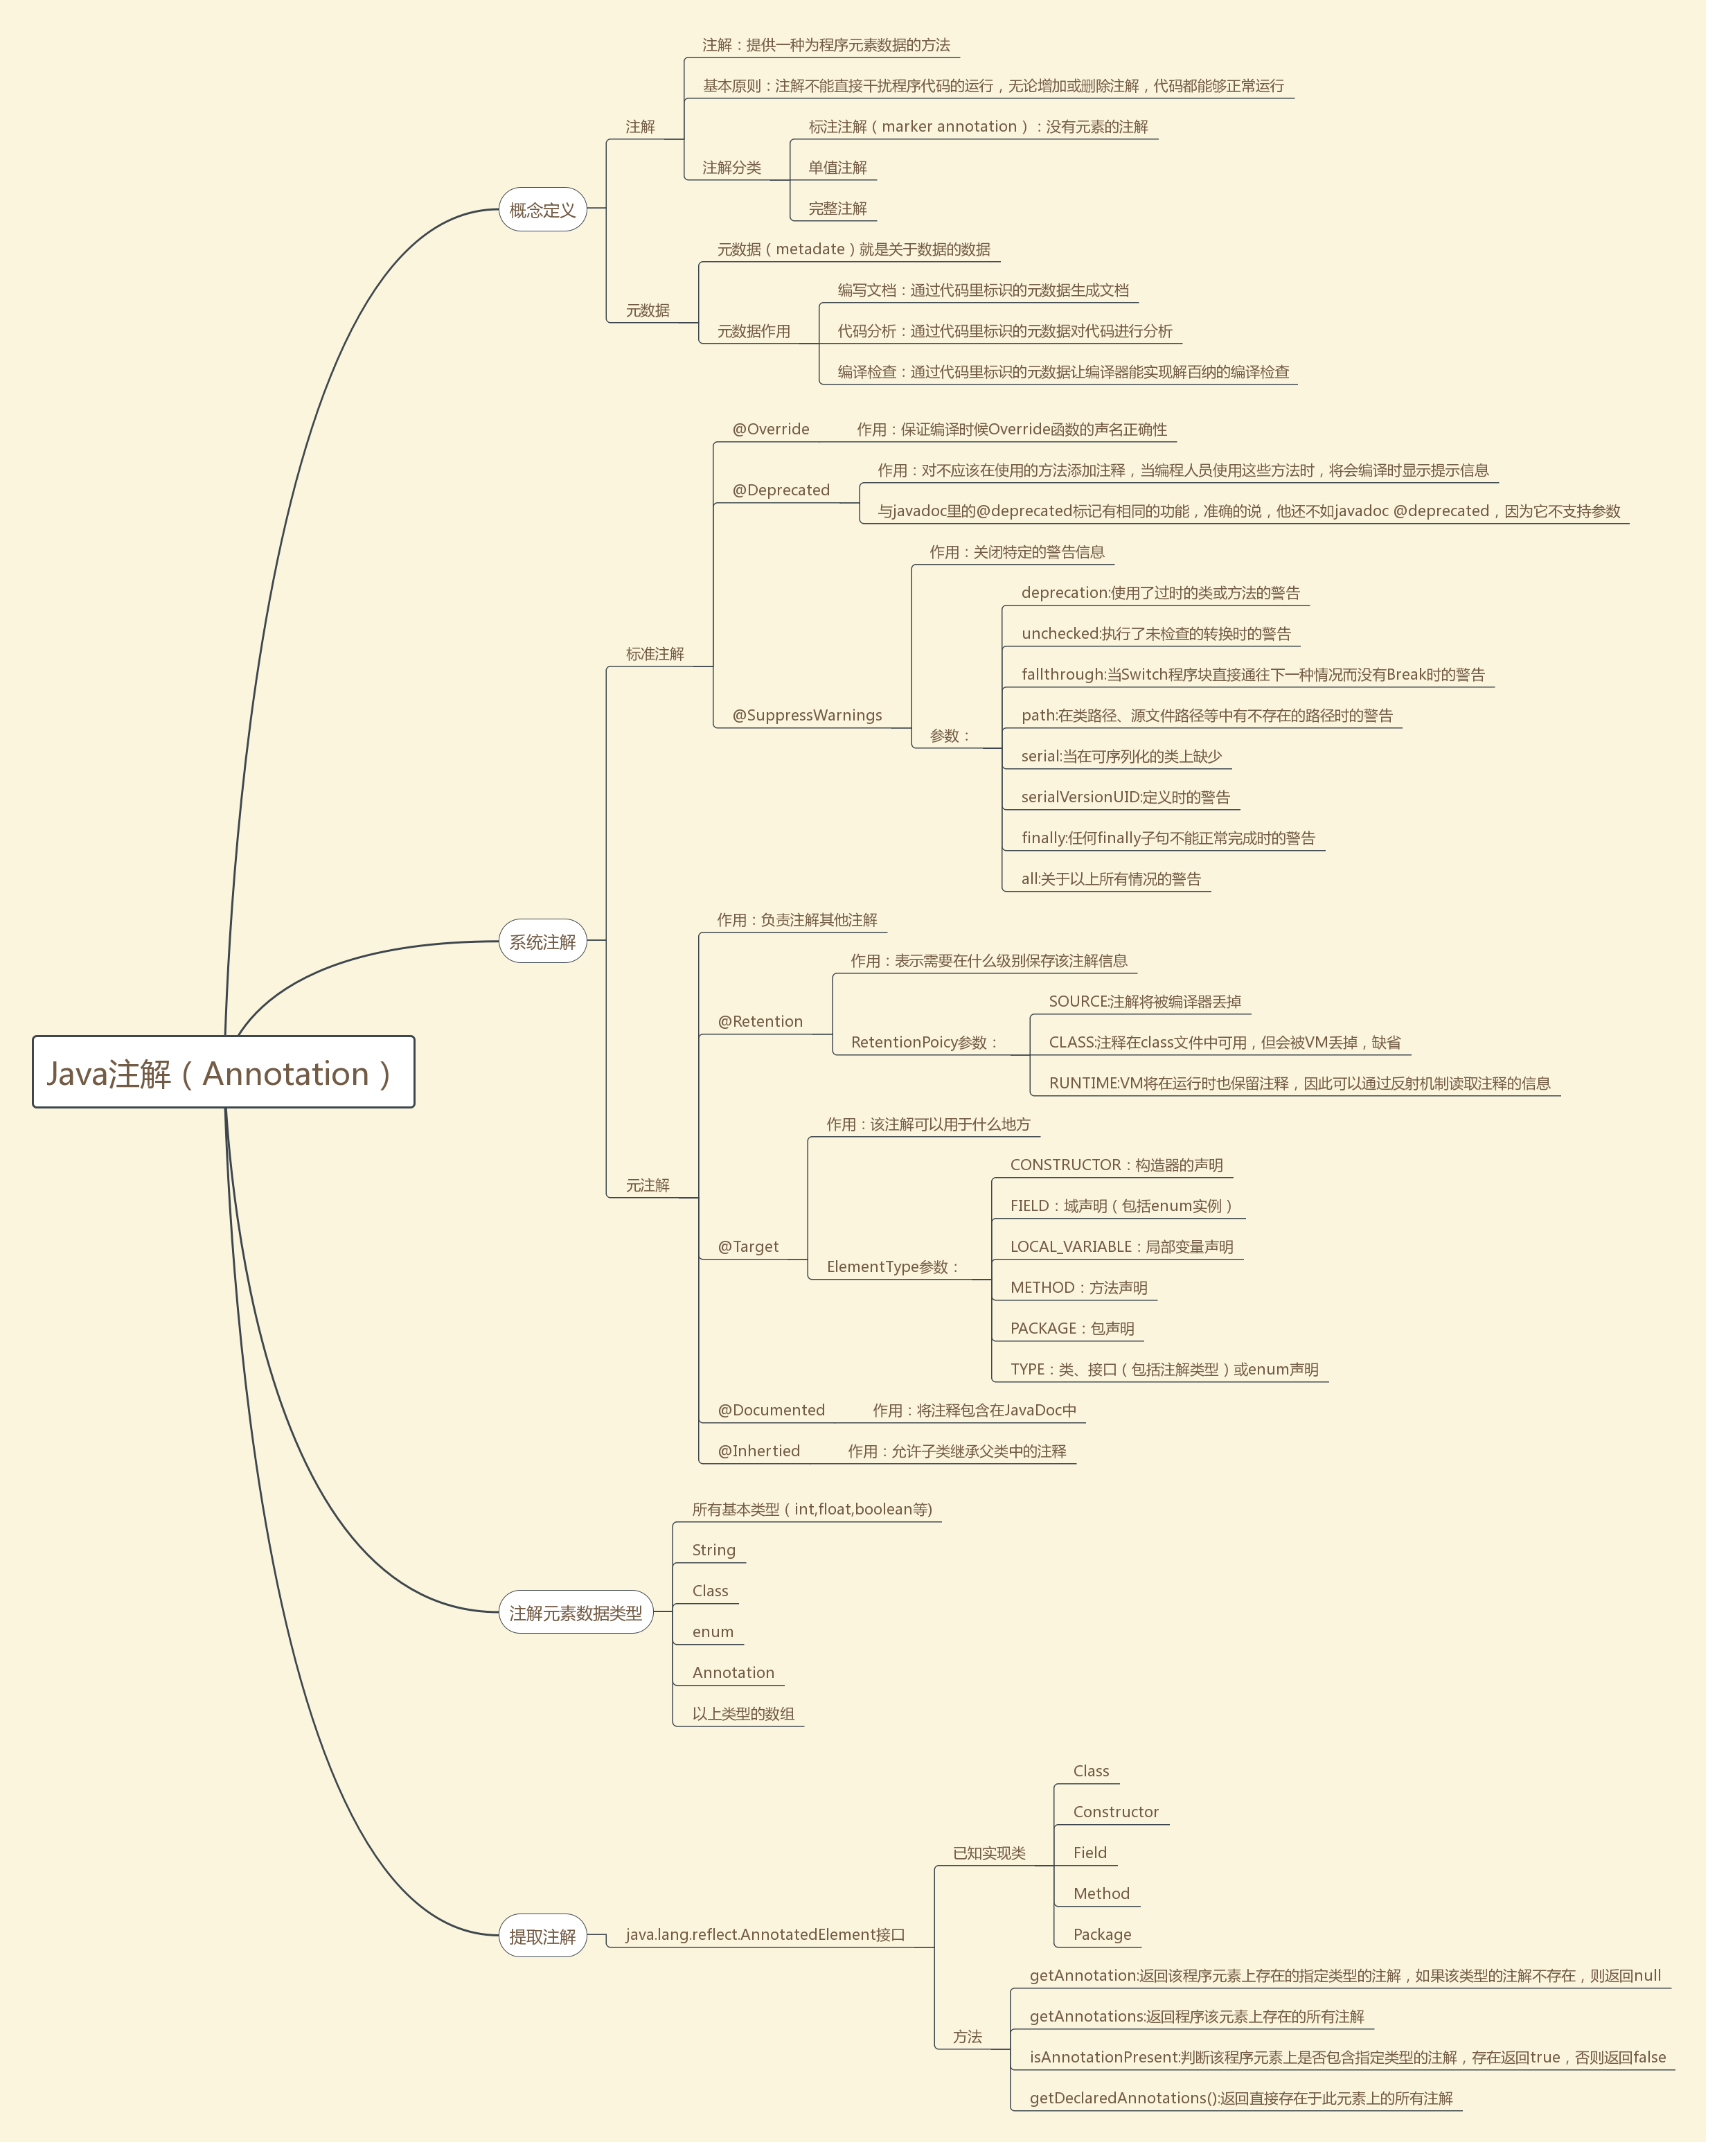 Java注解（Annotation）
概念定义
注解
注解：提供一种为程序元素数据的方法
基本原则：注解不能直接干扰程序代码的运行，无论增加或删除注解，代码都能够正常运行
注解分类
标注注解（marker annotation）：没有元素的注解
单值注解
完整注解
元数据
元数据（metadate）就是关于数据的数据
元数据作用
编写文档：通过代码里标识的元数据生成文档
代码分析：通过代码里标识的元数据对代码进行分析
编译检查：通过代码里标识的元数据让编译器能实现解百纳的编译检查
系统注解
标准注解
@Override
作用：保证编译时候Override函数的声名正确性
@Deprecated
作用：对不应该在使用的方法添加注释，当编程人员使用这些方法时，将会编译时显示提示信息
与javadoc里的@deprecated标记有相同的功能，准确的说，他还不如javadoc @deprecated，因为它不支持参数
@SuppressWarnings
作用：关闭特定的警告信息
参数：
deprecation:使用了过时的类或方法的警告
unchecked:执行了未检查的转换时的警告
fallthrough:当Switch程序块直接通往下一种情况而没有Break时的警告
path:在类路径、源文件路径等中有不存在的路径时的警告
serial:当在可序列化的类上缺少
serialVersionUID:定义时的警告
finally:任何finally子句不能正常完成时的警告
all:关于以上所有情况的警告
元注解
作用：负责注解其他注解
@Retention
作用：表示需要在什么级别保存该注解信息
RetentionPoicy参数：
SOURCE:注解将被编译器丢掉
CLASS:注释在class文件中可用，但会被VM丢掉，缺省
RUNTIME:VM将在运行时也保留注释，因此可以通过反射机制读取注释的信息
@Target
作用：该注解可以用于什么地方
ElementType参数：
CONSTRUCTOR：构造器的声明
FIELD：域声明（包括enum实例）
LOCAL_VARIABLE：局部变量声明
METHOD：方法声明
PACKAGE：包声明
TYPE：类、接口（包括注解类型）或enum声明
@Documented
作用：将注释包含在JavaDoc中
@Inhertied
作用：允许子类继承父类中的注释
注解元素数据类型
所有基本类型（int,float,boolean等)
String
Class
enum
Annotation
以上类型的数组
提取注解
java.lang.reflect.AnnotatedElement接口
已知实现类
Class
Constructor
Field
Method
Package
方法
getAnnotation:返回该程序元素上存在的指定类型的注解，如果该类型的注解不存在，则返回null
getAnnotations:返回程序该元素上存在的所有注解
isAnnotationPresent:判断该程序元素上是否包含指定类型的注解，存在返回true，否则返回false
getDeclaredAnnotations():返回直接存在于此元素上的所有注解